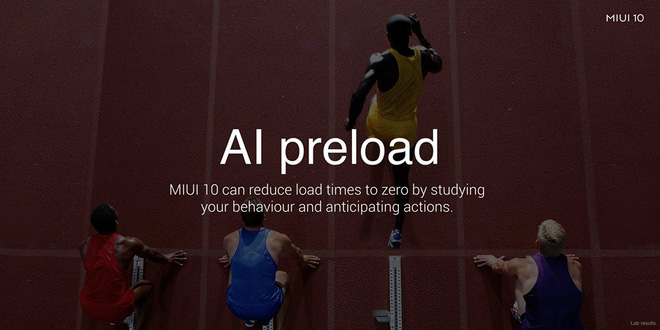 MIUI 10
AI preload
MIUI 10 can reduce load times to zero by studying
your behaviour and anticipating actions.
Lab results.